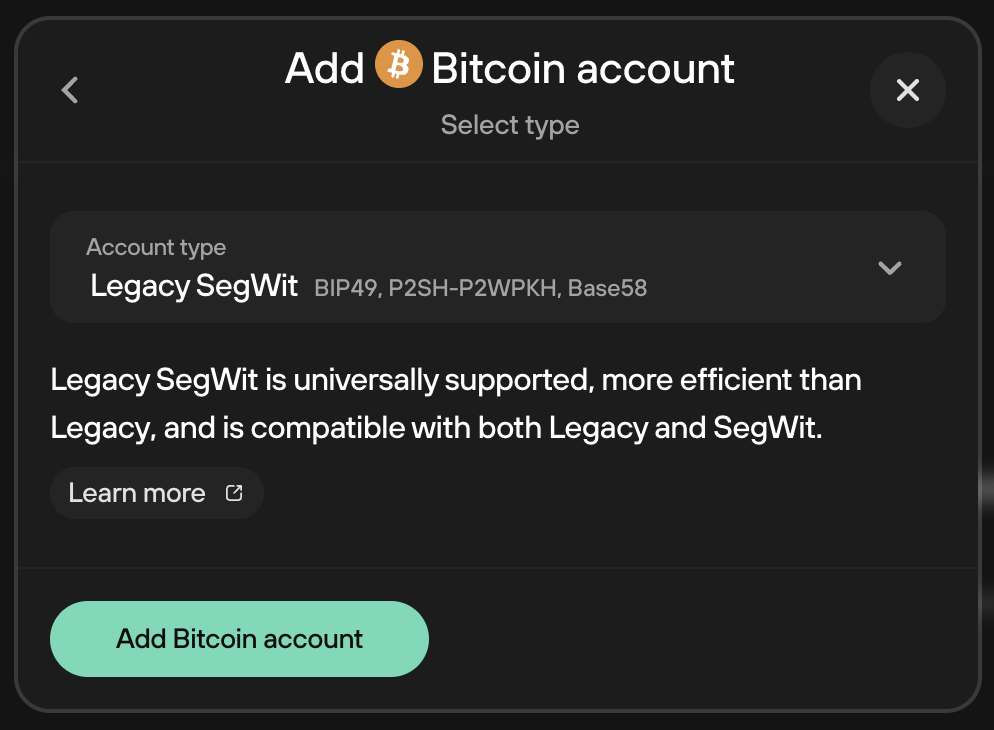 Add Bitcoin account
Select type
Account type
Legacy SegWit BIP49, P2SH-P2WPKH, Base58
Legacy SegWit is universally supported, more efficient than
Legacy, and is compatible with both Legacy and SegWit.
Learn more
Add Bitcoin account